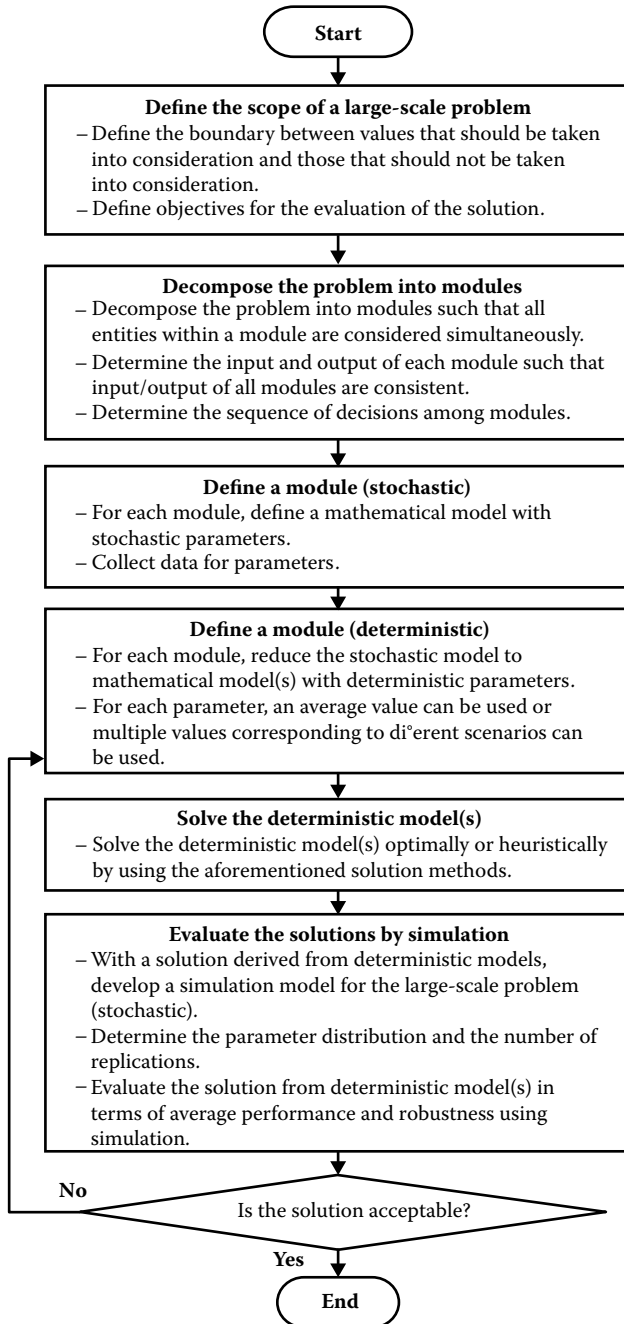 Start
Define the scope of a large-scale problem
– Define the boundary between values that should be taken
into consideration and those that should not be taken
into consideration.
– Define objectives for the evaluation of the solution.
Decompose the problem into modules
– Decompose the problem into modules such that all
entities within a module are considered simultaneously.
– Determine the input and output of each module such that
input/output of all modules are consistent.
– Determine the sequence of decisions among modules.
Define a module (stochastic)
– For each module, define a mathematical model with
stochastic parameters.
– Collect data for parameters.
Define a module (deterministic)
– For each module, reduce the stochastic model to
mathematical model(s) with deterministic parameters.
– For each parameter, an average value can be used or
multiple values corresponding to di°erent scenarios can
be used.
Solve the deterministic model(s)
– Solve the deterministic model(s) optimally or heuristically
by using the aforementioned solution methods.
Evaluate the solutions by simulation
– With a solution derived from deterministic models,
develop a simulation model for the large-scale problem
(stochastic).
– Determine the parameter distribution and the number of
replications.
– Evaluate the solution from deterministic model(s) in
terms of average performance and robustness using
simulation.
No
Is the solution acceptable?
Yes
End